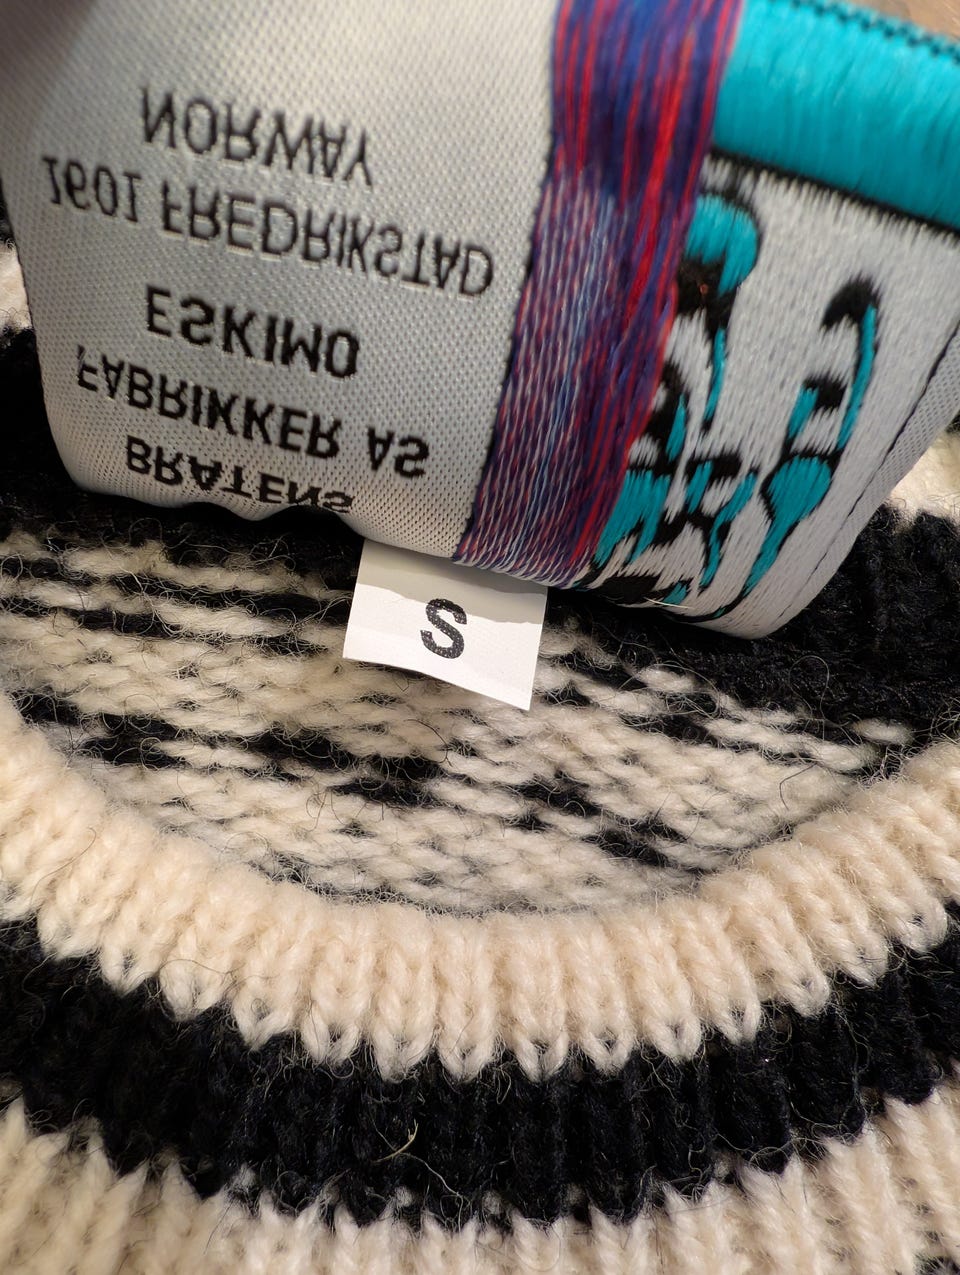 BRATENS
FABRIKKER AS
ESKIMO
1601 FREDRIKSTAD
NORWAY
S